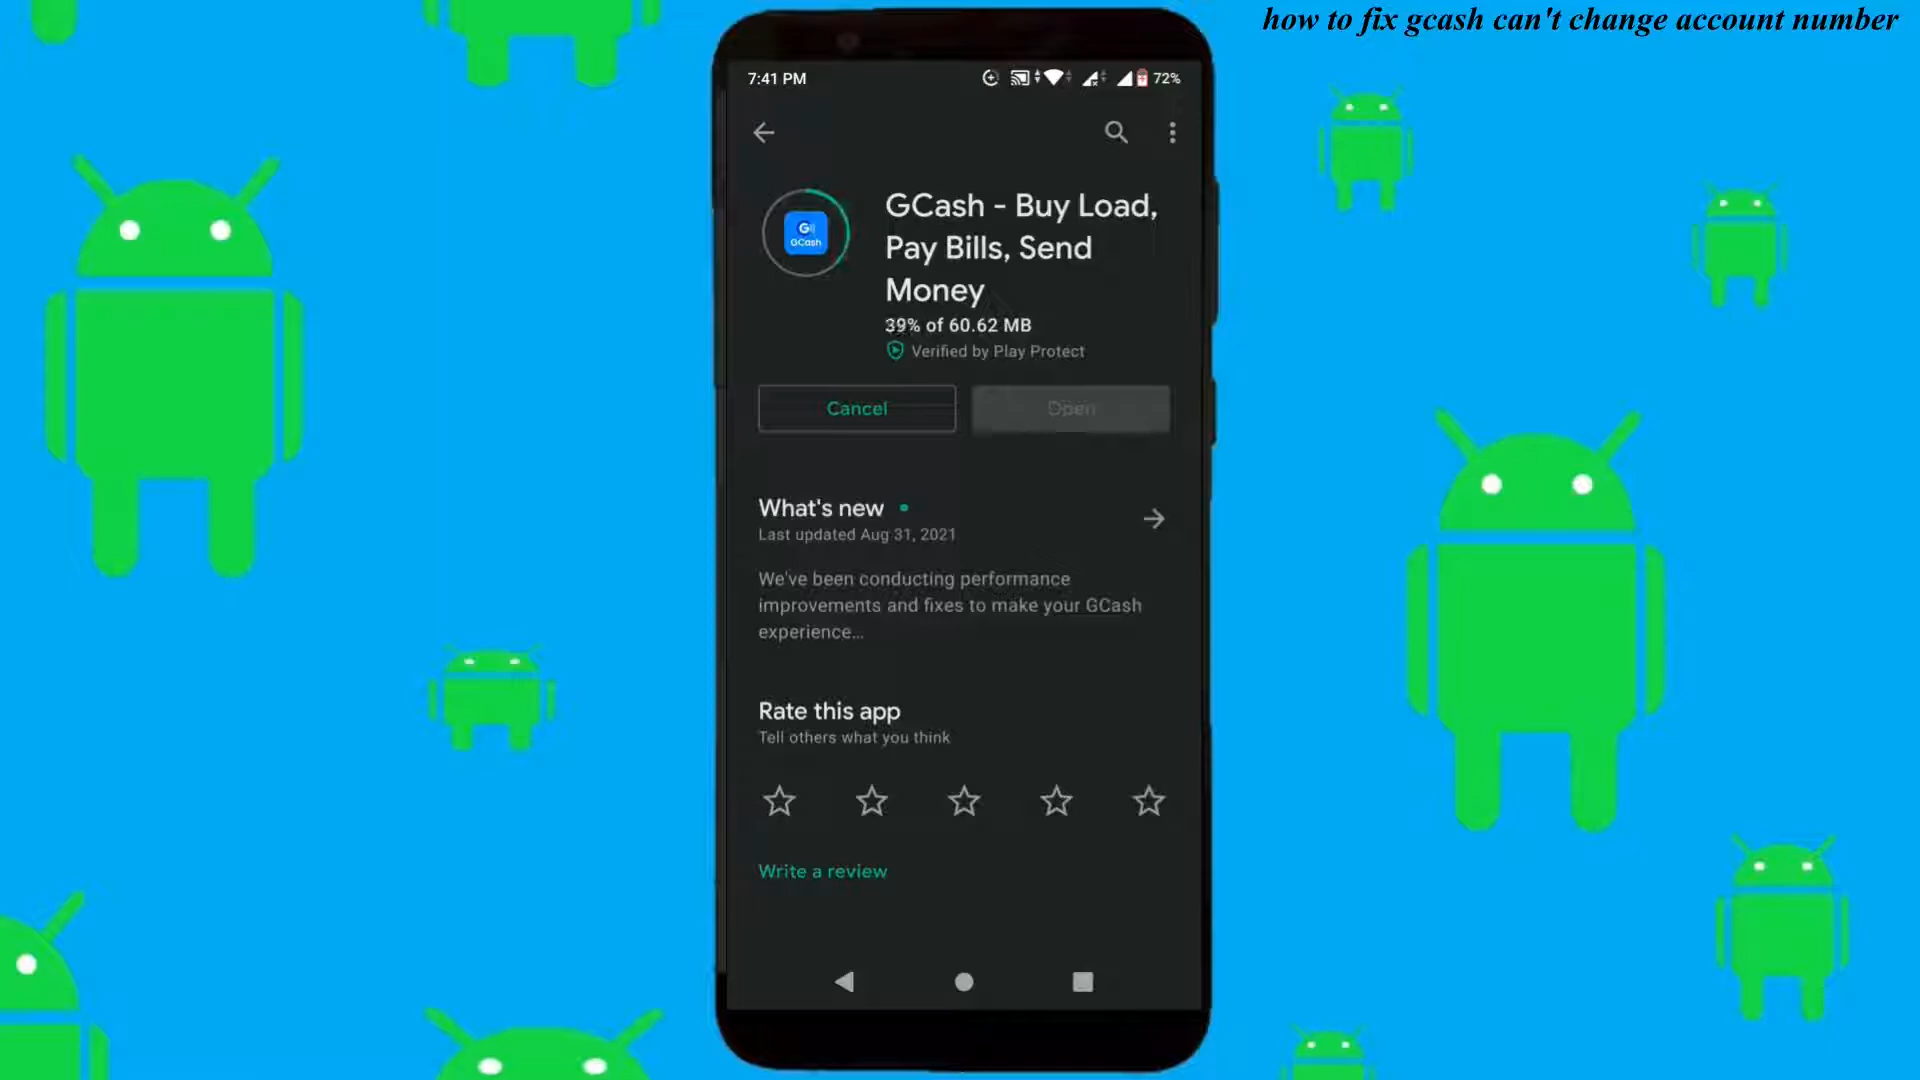 how to fix gcash can't change account number
7:41 PM
72%
GCash
GCash - Buy Load,
Pay Bills, Send
Money
39% of 60.62 MB
Verified by Play Protect
Cancel
Open
What's new
Last updated Aug 31, 2021
We've been conducting performance
improvements and fixes to make your GCash
experience...
Rate this app
Tell others what you think
Write a review